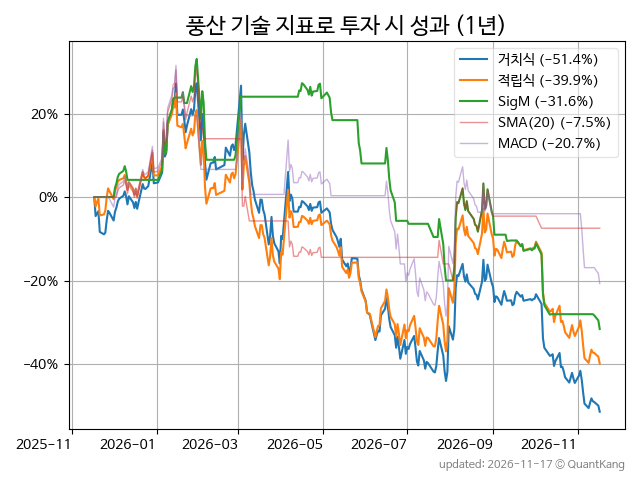 풍산 기술 지표로 투자 시 성과 (1년)
거치식 (−51.4%)
적립식 (−39.9%)
SigM (−31.6%)
SMA(20) (−7.5%)
MACD (−20.7%)
20%
0%
−20%
−40%
2025-11 2026-01 2026-03 2026-05 2026-07 2026-09 2026-11
updated: 2026-11-17 © QuantKang